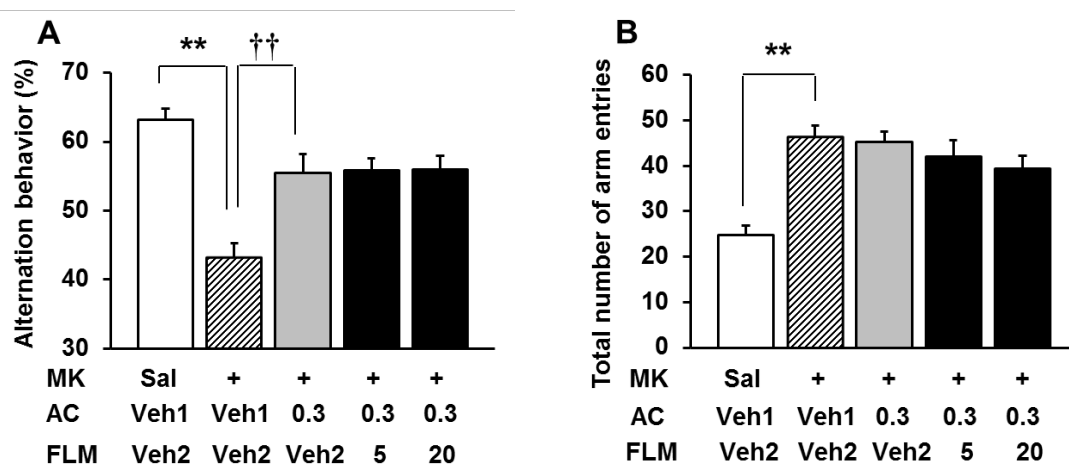 A
** ††
Alternation behavior (%)
70
60
50
40
30
MK Sal + + + +
AC Veh1 Veh1 0.3 0.3 0.3
FLM Veh2 Veh2 Veh2 5 20
B
**
Total number of arm entries
60
50
40
30
20
10
0
MK Sal + + + +
AC Veh1 Veh1 0.3 0.3 0.3
FLM Veh2 Veh2 Veh2 5 20